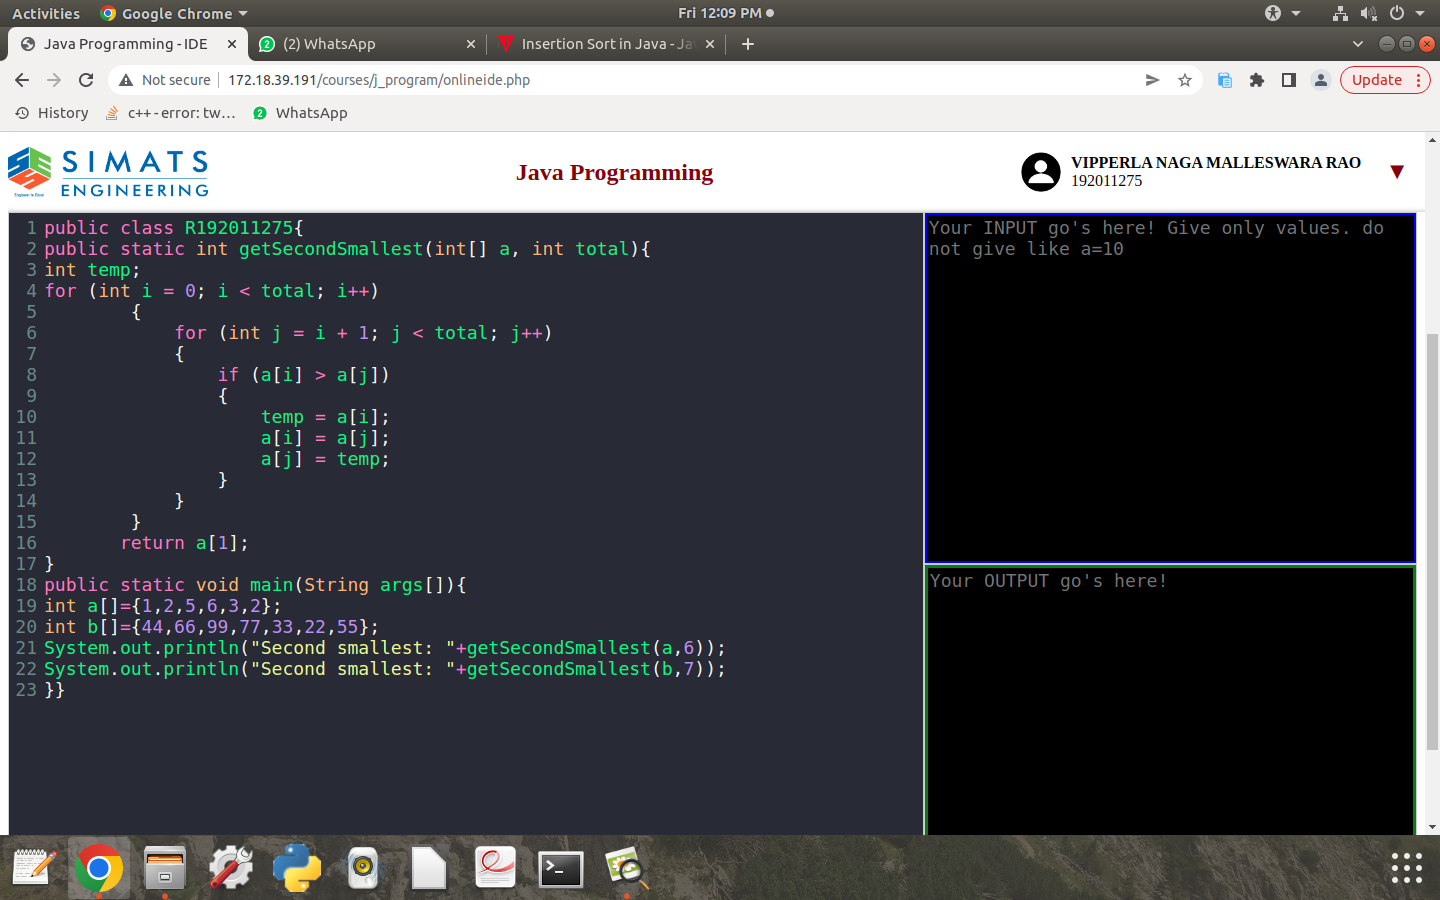 Activities
Google Chrome
Fri 12:09 PM
Java Programming - IDE
(2) WhatsApp
Insertion Sort in Java - Ja
Not secure
172.18.39.191/courses/j_program/onlineide.php
Update
History
c++ - error: tw...
WhatsApp
SIMATS
ENGINEERING
Java Programming
VIPPERLA NAGA MALLESWARA RAO
192011275
1 public class R192011275{
2 public static int getSecondSmallest(int[] a, int total){
3 int temp;
4 for (int i = 0; i < total; i++)
5         {
6             for (int j = i + 1; j < total; j++)
7             {
8                 if (a[i] > a[j])
9                 {
10                     temp = a[i];
11                     a[i] = a[j];
12                     a[j] = temp;
13                 }
14             }
15         }
16        return a[1];
17 }
18 public static void main(String args[]){
19 int a[]={1,2,5,6,3,2};
20 int b[]={44,66,99,77,33,22,55};
21 System.out.println("Second smallest: "+getSecondSmallest(a,6));
22 System.out.println("Second smallest: "+getSecondSmallest(b,7));
23 }}
Your INPUT go's here! Give only values. do
not give like a=10
Your OUTPUT go's here!